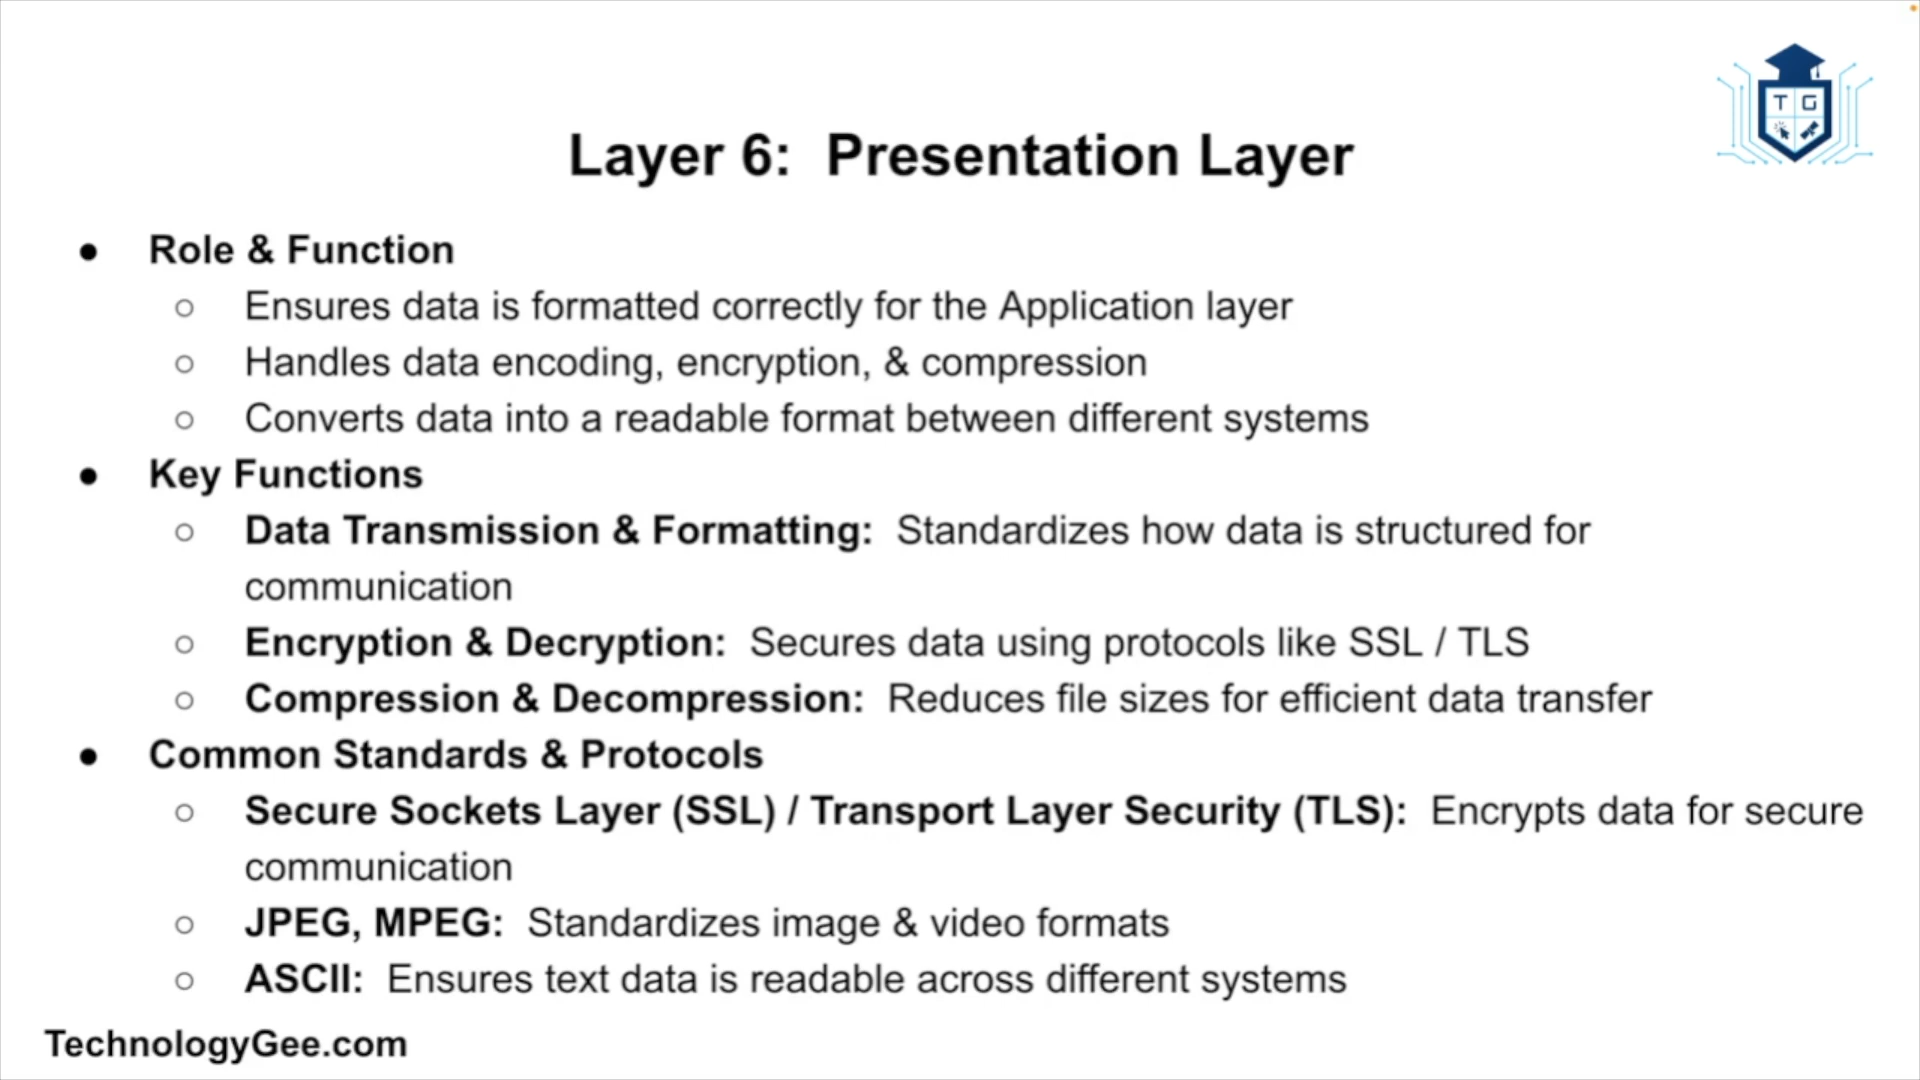 T G
Layer 6: Presentation Layer
● Role & Function
○ Ensures data is formatted correctly for the Application layer
○ Handles data encoding, encryption, & compression
○ Converts data into a readable format between different systems
● Key Functions
○ Data Transmission & Formatting: Standardizes how data is structured for
communication
○ Encryption & Decryption: Secures data using protocols like SSL / TLS
○ Compression & Decompression: Reduces file sizes for efficient data transfer
● Common Standards & Protocols
○ Secure Sockets Layer (SSL) / Transport Layer Security (TLS): Encrypts data for secure
communication
○ JPEG, MPEG: Standardizes image & video formats
○ ASCII: Ensures text data is readable across different systems
TechnologyGee.com